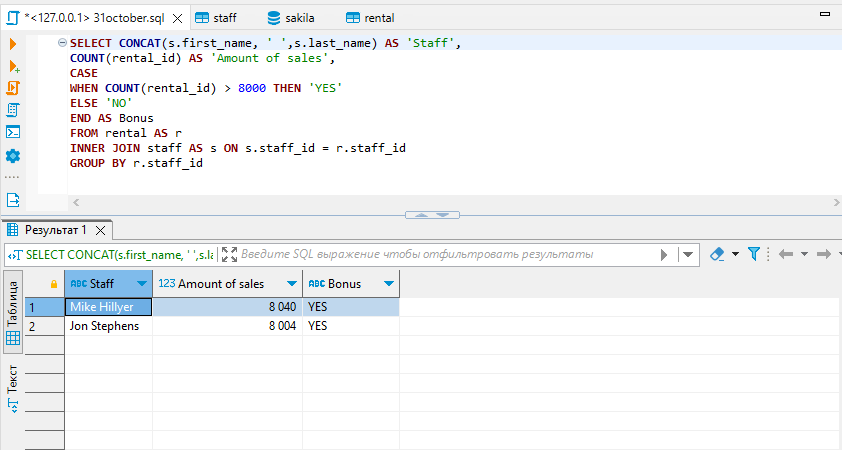 *<127.0.0.1> 31october.sql staff sakila rental
SELECT CONCAT(s.first_name, ' ',s.last_name) AS 'Staff',
COUNT(rental_id) AS 'Amount of sales',
CASE
WHEN COUNT(rental_id) > 8000 THEN 'YES'
ELSE 'NO'
END AS Bonus
FROM rental AS r
INNER JOIN staff AS s ON s.staff_id = r.staff_id
GROUP BY r.staff_id
Результат 1
SELECT CONCAT(s.first_name, ' ',s.la Введите SQL выражение чтобы отфильтровать результаты
Таблица
Текст
ABC Staff 123 Amount of sales ABC Bonus
1 Mike Hillyer 8 040 YES
2 Jon Stephens 8 004 YES